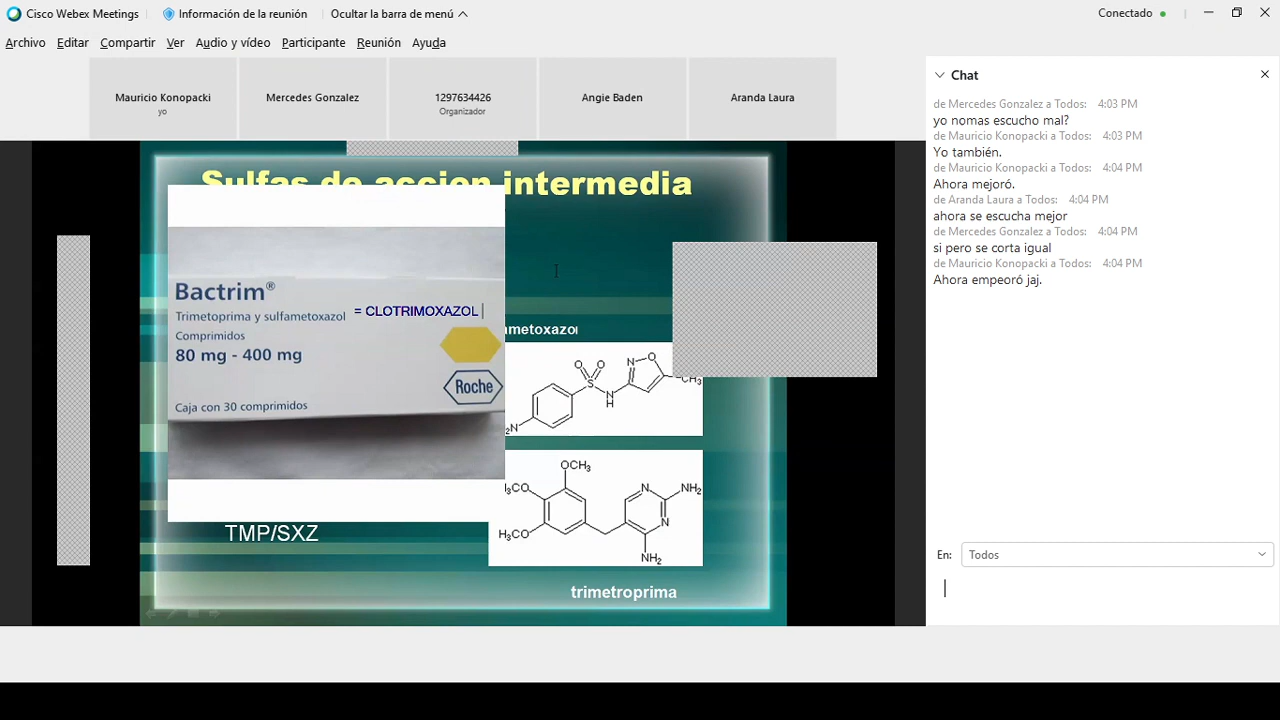 Cisco Webex Meetings
Información de la reunión
Ocultar la barra de menú
Conectado
Archivo Editar Compartir Ver Audio y vídeo Participante Reunión Ayuda
Mauricio Konopacki
yo
Mercedes Gonzalez
1297634426
Organizador
Angie Baden
Aranda Laura
Sulfas de accion intermedia
Bactrim®
Trimetoprima y sulfametoxazol
= CLOTRIMOXAZOL
Comprimidos
80 mg - 400 mg
Roche
Caja con 30 comprimidos
ametoxazol
N
O
O O
S
N
H
CH₃
₂N
OCH₃
₃CO
N
NH₂
N
H₃CO
NH₂
TMP/SXZ
trimetroprima
Chat
de Mercedes Gonzalez a Todos: 4:03 PM
yo nomas escucho mal?
de Mauricio Konopacki a Todos: 4:03 PM
Yo también.
de Mauricio Konopacki a Todos: 4:04 PM
Ahora mejoró.
de Aranda Laura a Todos: 4:04 PM
ahora se escucha mejor
de Mercedes Gonzalez a Todos: 4:04 PM
si pero se corta igual
de Mauricio Konopacki a Todos: 4:04 PM
Ahora empeoró jaj.
En: Todos